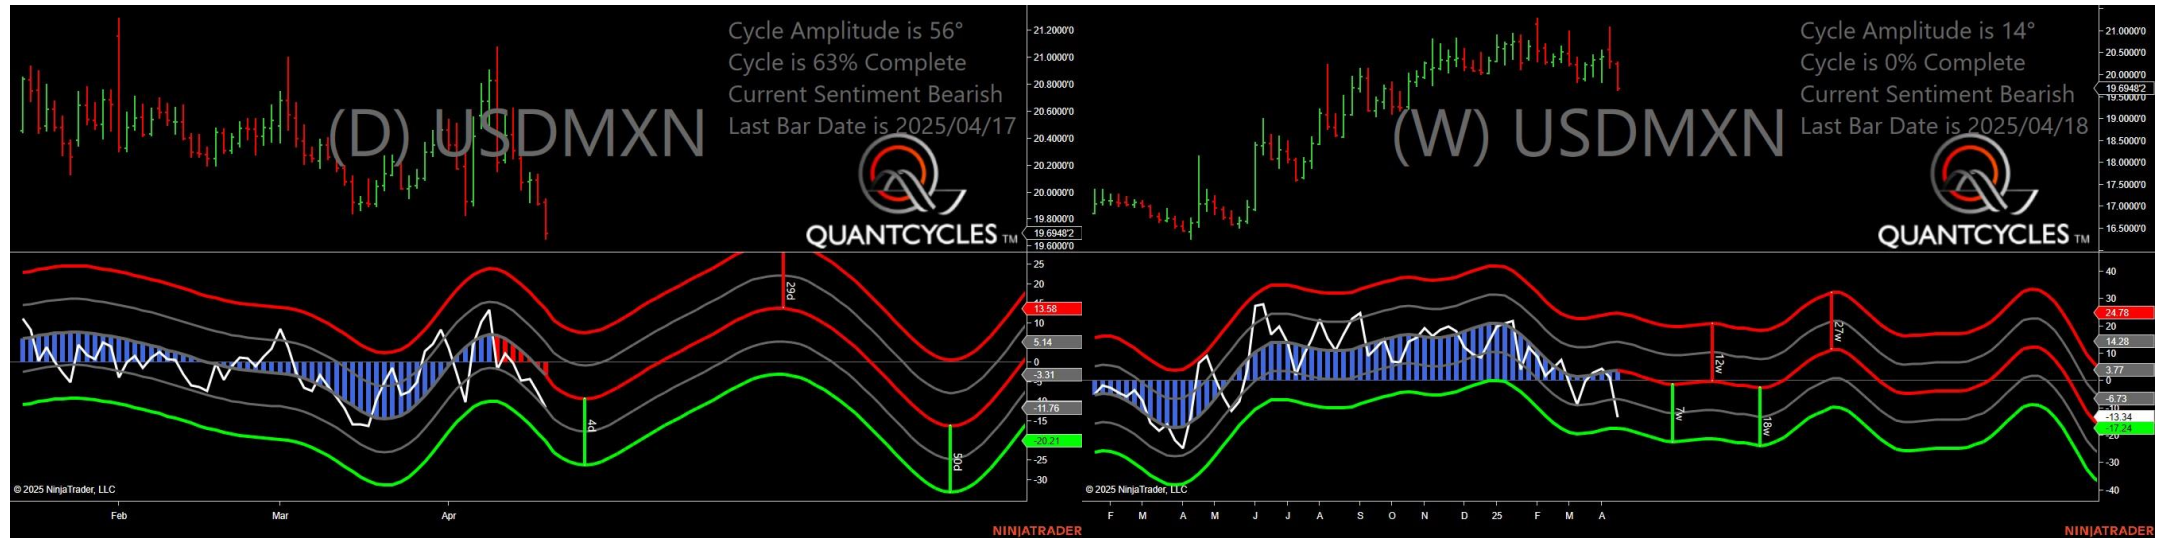 Cycle Amplitude is 56°
Cycle is 63% Complete
Current Sentiment Bearish
Last Bar Date is 2025/04/17
(D) USDMXN
QUANTCYCLES TM
21.2000'0
21.0000'0
20.8000'0
20.6000'0
20.4000'0
20.2000'0
20.0000'0
19.8000'0
19.6948'2
19.6000'0
25
20
13.58
10
5.14
0
-3.31
-11.76
-15
-20.21
-25
-30
29d
4d
50d
© 2025 NinjaTrader, LLC
Feb
Mar
Apr
NINJATRADER
Cycle Amplitude is 14°
Cycle is 0% Complete
Current Sentiment Bearish
Last Bar Date is 2025/04/18
(W) USDMXN
QUANTCYCLES TM
21.0000'0
20.5000'0
20.0000'0
19.6948'2
19.5000'0
19.0000'0
18.5000'0
18.0000'0
17.5000'0
17.0000'0
16.5000'0
40
30
24.78
20
14.28
10
3.77
0
-6.73
-13.34
-17.24
-20
-30
-40
12w
27w
7w
18w
© 2025 NinjaTrader, LLC
F
M
A
M
J
J
A
S
O
N
D
25
F
M
A
NINJATRADER